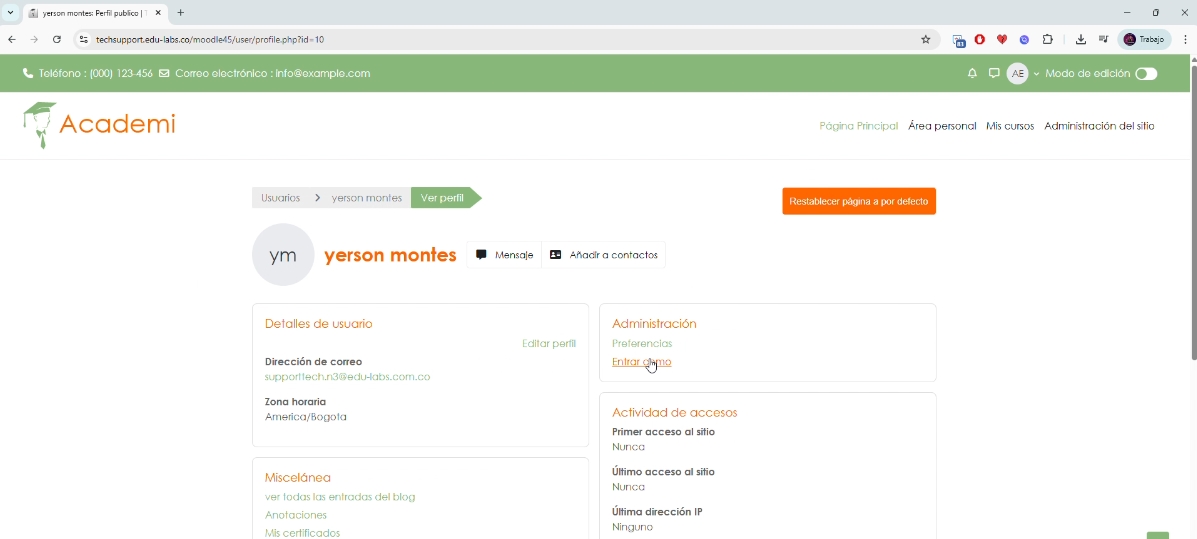 yerson montes: Perfil publico |
techsupport.edu-labs.co/moodle45/user/profile.php?id=10
83
Trabajo
Teléfono : (000) 123-456 Correo electrónico : info@example.com
AE Modo de edición
Academi
Página Principal Área personal Mis cursos Administración del sitio
Usuarios yerson montes Ver perfil
Restablecer página a por defecto
ym yerson montes Mensaje Añadir a contactos
Detalles de usuario
Editar perfil
Dirección de correo
supporttech.n3@edu-labs.com.co
Zona horaria
America/Bogota
Miscelánea
ver todas las entradas del blog
Anotaciones
Mis certificados
Administración
Preferencias
Entrar como
Actividad de accesos
Primer acceso al sitio
Nunca
Último acceso al sitio
Nunca
Última dirección IP
Ninguno